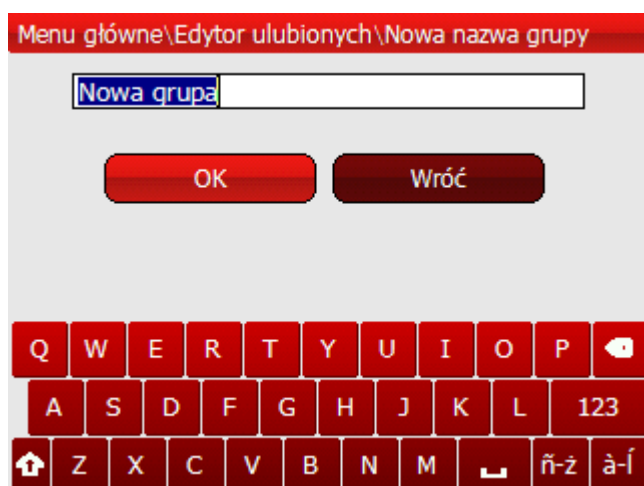 Menu główne\Edytor ulubionych\Nowa nazwa grupy
Nowa grupa
OK Wróć
Q W E R T Y U I O P
A S D F G H J K L 123
Z X C V B N M ñ-ż à-Í